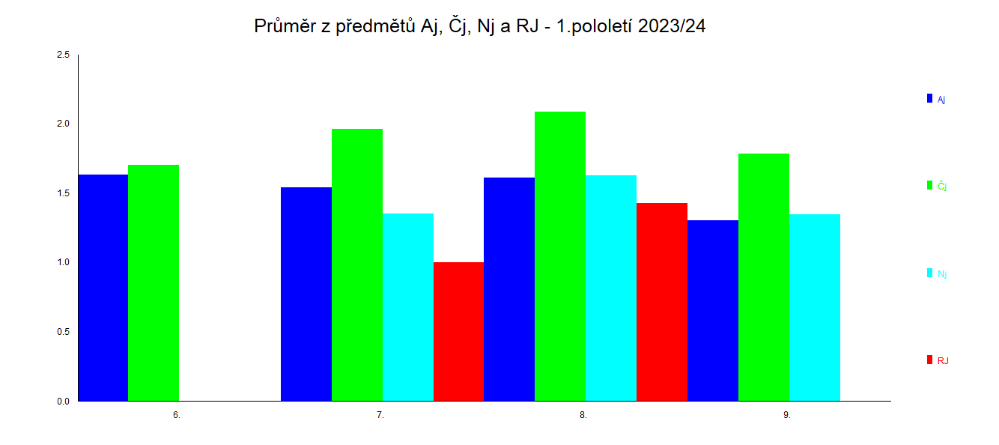 Průměr z předmětů Aj, Čj, Nj a RJ - 1.pololetí 2023/24
2.5
2.0
1.5
1.0
0.5
0.0
6.
7.
8.
9.
Aj
Čj
Nj
RJ